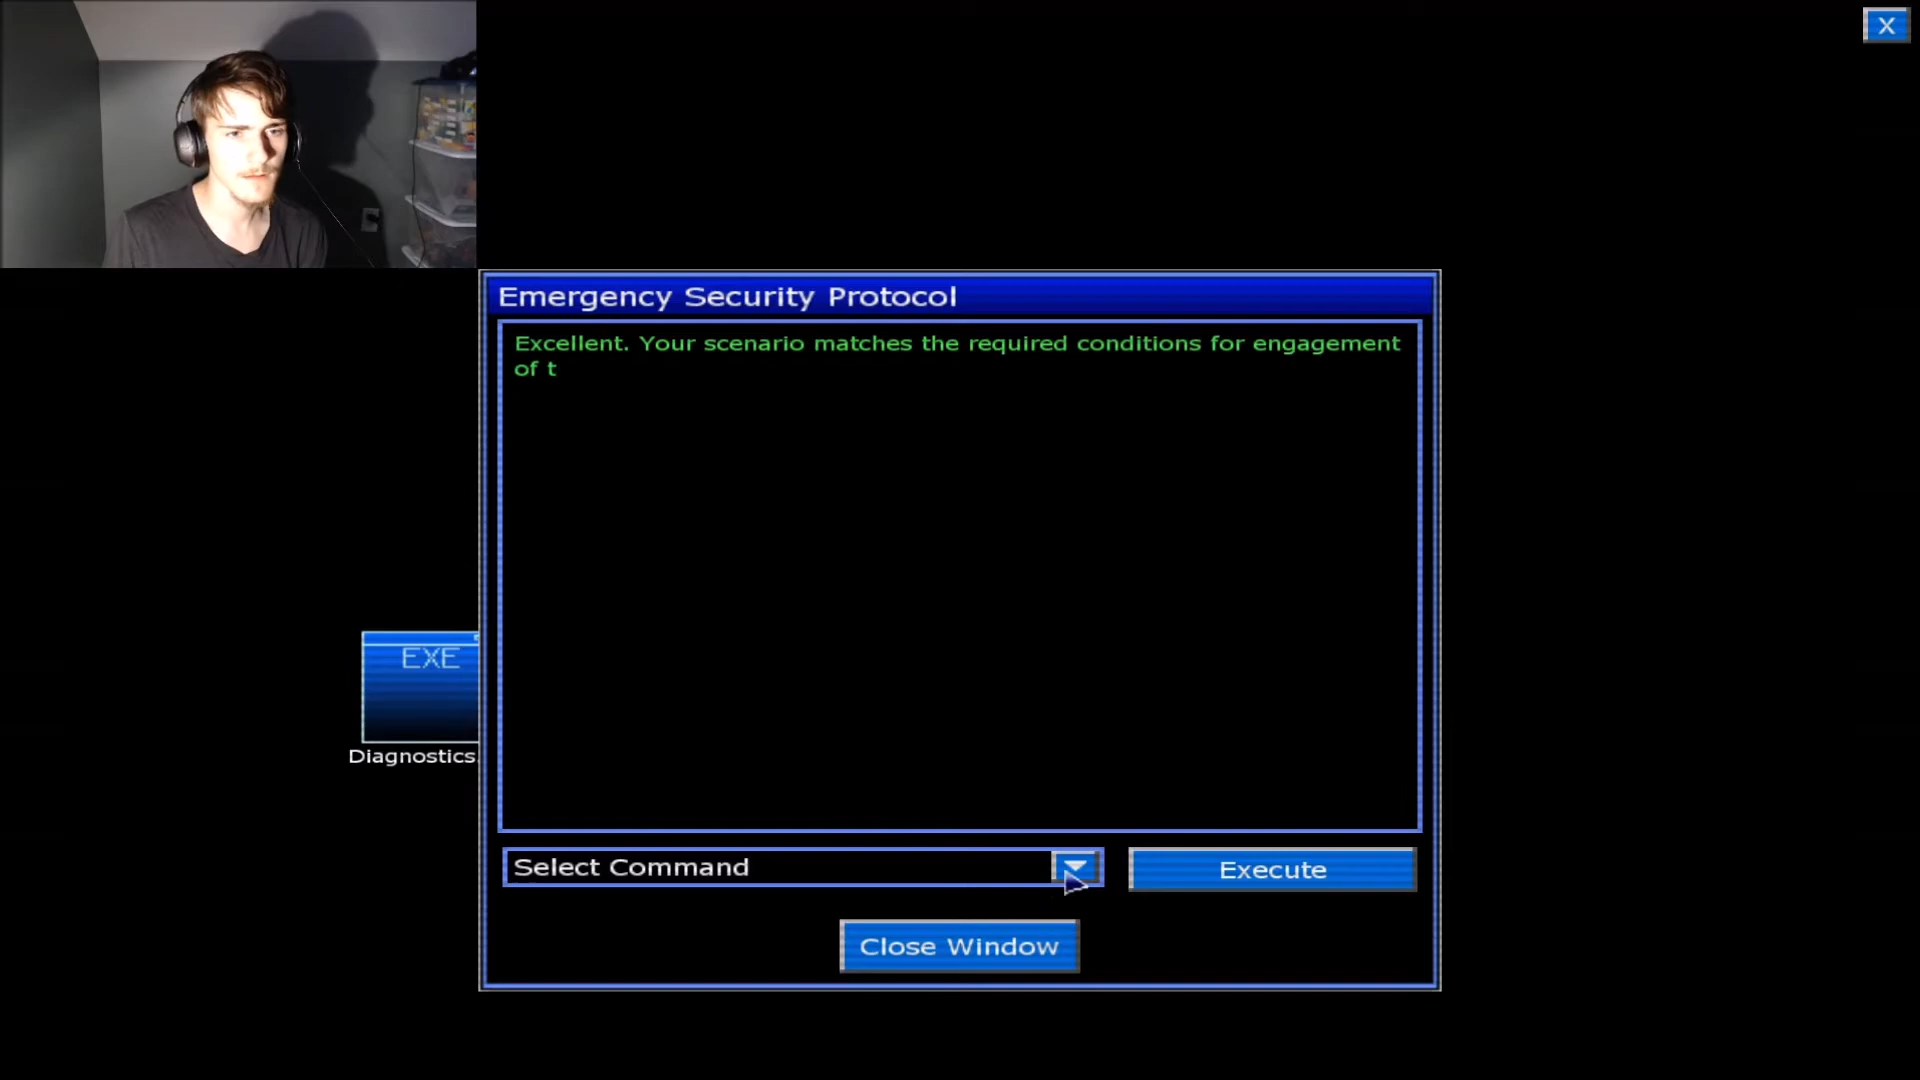 X
Emergency Security Protocol
Excellent. Your scenario matches the required conditions for engagement
of t
EXE
Diagnostics.
Select Command
Execute
Close Window